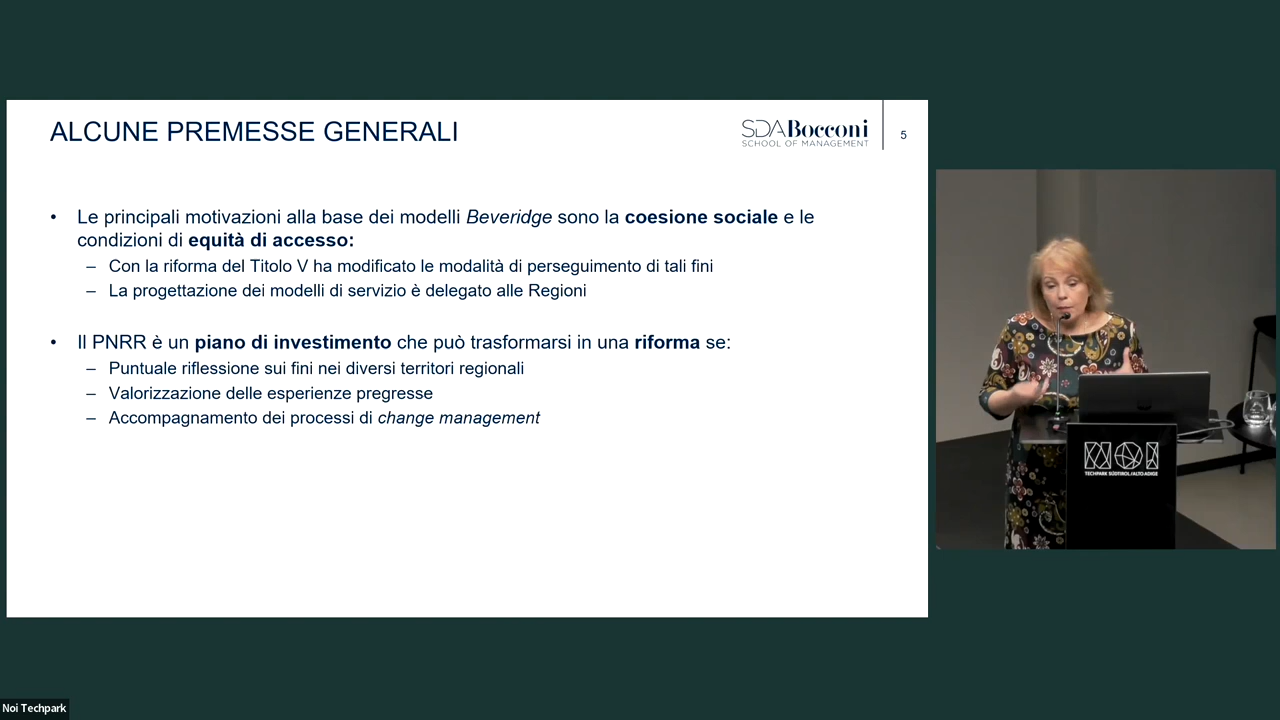 ALCUNE PREMESSE GENERALI
SDA Bocconi
SCHOOL OF MANAGEMENT
5
• Le principali motivazioni alla base dei modelli Beveridge sono la coesione sociale e le
condizioni di equità di accesso:
– Con la riforma del Titolo V ha modificato le modalità di perseguimento di tali fini
– La progettazione dei modelli di servizio è delegato alle Regioni
• Il PNRR è un piano di investimento che può trasformarsi in una riforma se:
– Puntuale riflessione sui fini nei diversi territori regionali
– Valorizzazione delle esperienze pregresse
– Accompagnamento dei processi di change management
NOI
TECHPARK SÜDTIROL/ALTO ADIGE
Noi Techpark